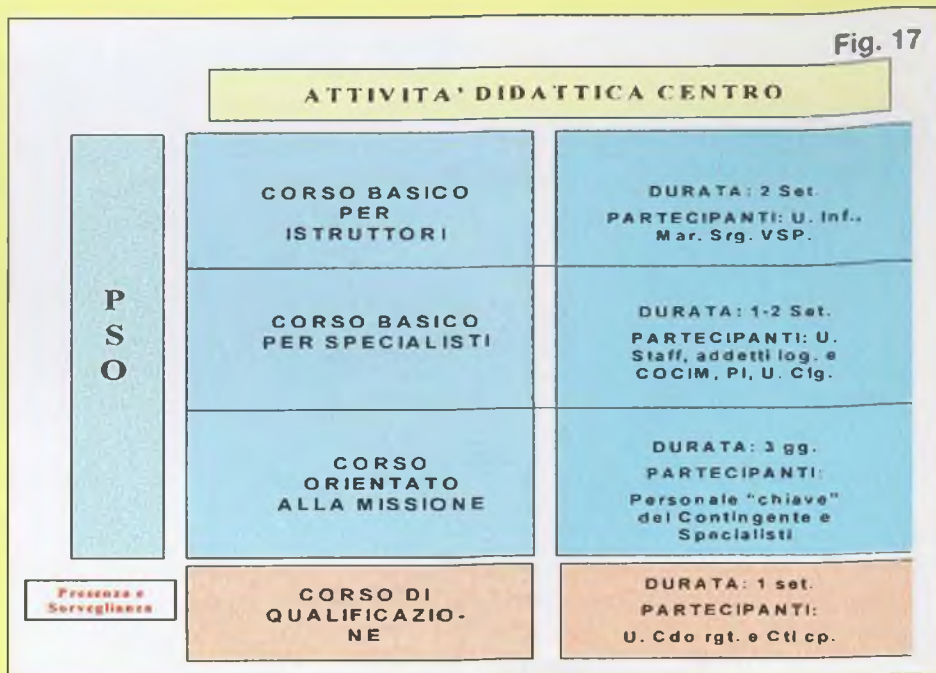 Fig. 17
ATTIVITA' DIDATTICA CENTRO
P
S
O
CORSO BASICO
PER
ISTRUTTORI
DURATA: 2 Set.
PARTECIPANTI: U. Inf.,
Mar. Srg. VSP.
CORSO BASICO
PER SPECIALISTI
DURATA: 1-2 Set.
PARTECIPANTI: U.
Staff, addetti log. e
COCIM, PI, U. Clg.
CORSO
ORIENTATO
ALLA MISSIONE
DURATA: 3 gg.
PARTECIPANTI:
Personale "chiave"
del Contingente e
Specialisti
Presenza e
Sorveglianza
CORSO DI
QUALIFICAZIO-
NE
DURATA: 1 set.
PARTECIPANTI:
U. Cdo rgt. e Cti cp.